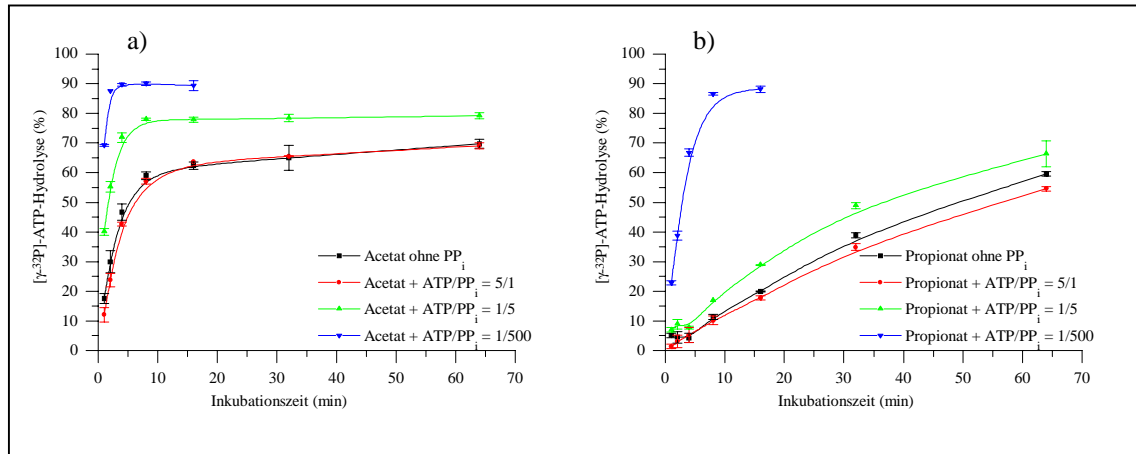 a)
[γ-³²P]-ATP-Hydrolyse (%)
100
90
80
70
60
50
40
30
20
10
0
Acetat ohne PPᵢ
Acetat + ATP/PPᵢ = 5/1
Acetat + ATP/PPᵢ = 1/5
Acetat + ATP/PPᵢ = 1/500
0 10 20 30 40 50 60 70
Inkubationszeit (min)
b)
[γ-³²P]-ATP-Hydrolyse (%)
100
90
80
70
60
50
40
30
20
10
0
Propionat ohne PPᵢ
Propionat + ATP/PPᵢ = 5/1
Propionat + ATP/PPᵢ = 1/5
Propionat + ATP/PPᵢ = 1/500
0 10 20 30 40 50 60 70
Inkubationszeit (min)